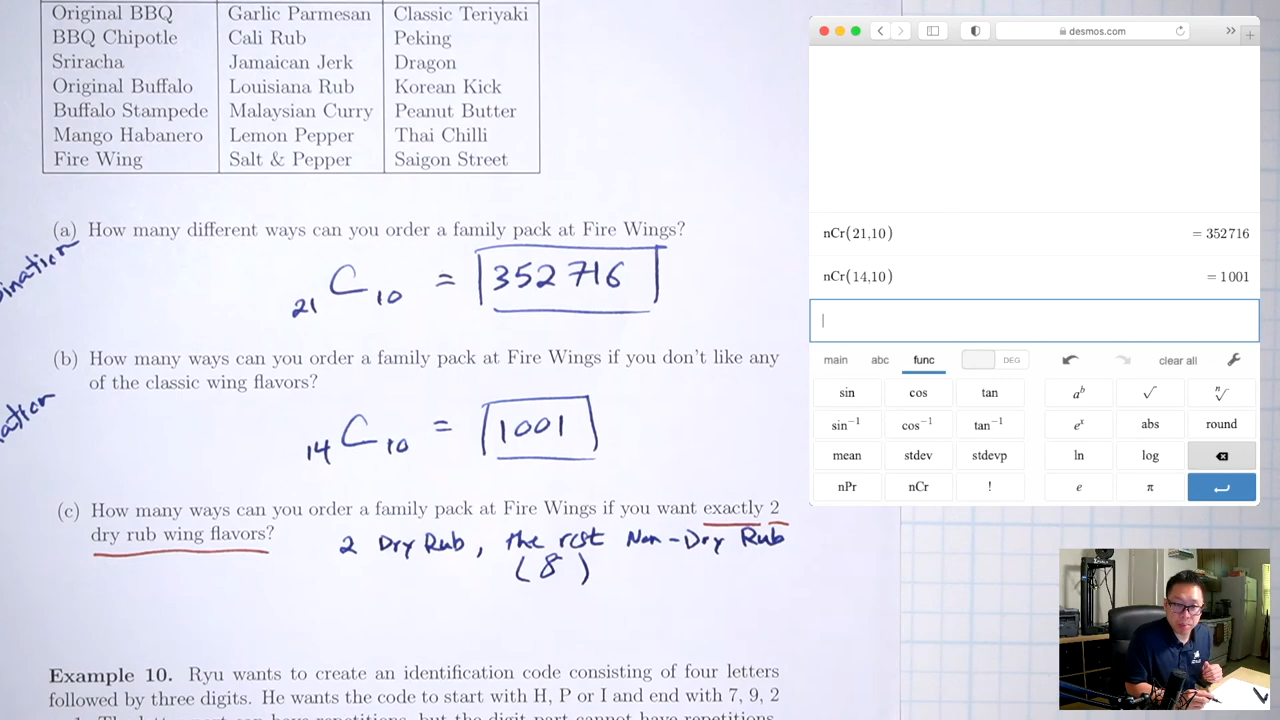 Original BBQ Garlic Parmesan Classic Teriyaki
BBQ Chipotle Cali Rub Peking
Sriracha Jamaican Jerk Dragon
Original Buffalo Louisiana Rub Korean Kick
Buffalo Stampede Malaysian Curry Peanut Butter
Mango Habanero Lemon Pepper Thai Chilli
Fire Wing Salt & Pepper Saigon Street
(a) How many different ways can you order a family pack at Fire Wings?
21 C 10 = 352716
(b) How many ways can you order a family pack at Fire Wings if you don't like any
of the classic wing flavors?
14 C 10 = 1001
(c) How many ways can you order a family pack at Fire Wings if you want exactly 2
dry rub wing flavors?
2 Dry Rub, the rest Non-Dry Rub
(8)
Example 10. Ryu wants to create an identification code consisting of four letters
followed by three digits. He wants the code to start with H, P or I and end with 7, 9, 2
desmos.com
nCr(21,10) = 352716
nCr(14,10) = 1001
main abc func DEG clear all
sin cos tan aᵇ √ ⁿ√
sin⁻¹ cos⁻¹ tan⁻¹ eˣ abs round
mean stdev stdevp ln log
nPr nCr ! e π